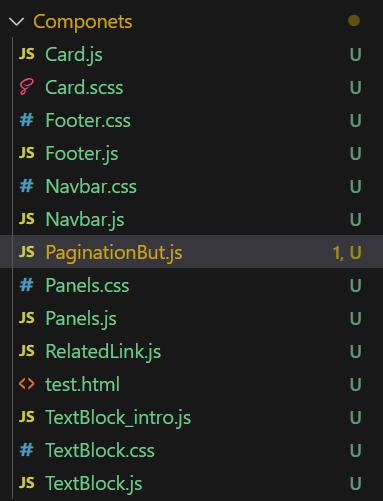 Componets
JS Card.js U
Card.scss U
# Footer.css U
JS Footer.js U
# Navbar.css U
JS Navbar.js U
JS PaginationBut.js 1, U
# Panels.css U
JS Panels.js U
JS RelatedLink.js U
<> test.html U
JS TextBlock_intro.js U
# TextBlock.css U
JS TextBlock.js U